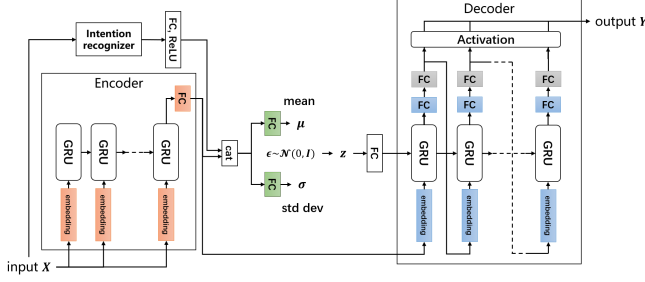 Decoder
output Y
Intention
recognizer
FC, ReLU
Activation
Encoder
FC
FC
FC
FC
FC
FC
FC
mean
FC
μ
GRU
GRU
GRU
cat
ϵ~𝒩(0, I)
z
FC
GRU
GRU
GRU
FC
σ
std dev
embedding
embedding
embedding
embedding
embedding
embedding
input X